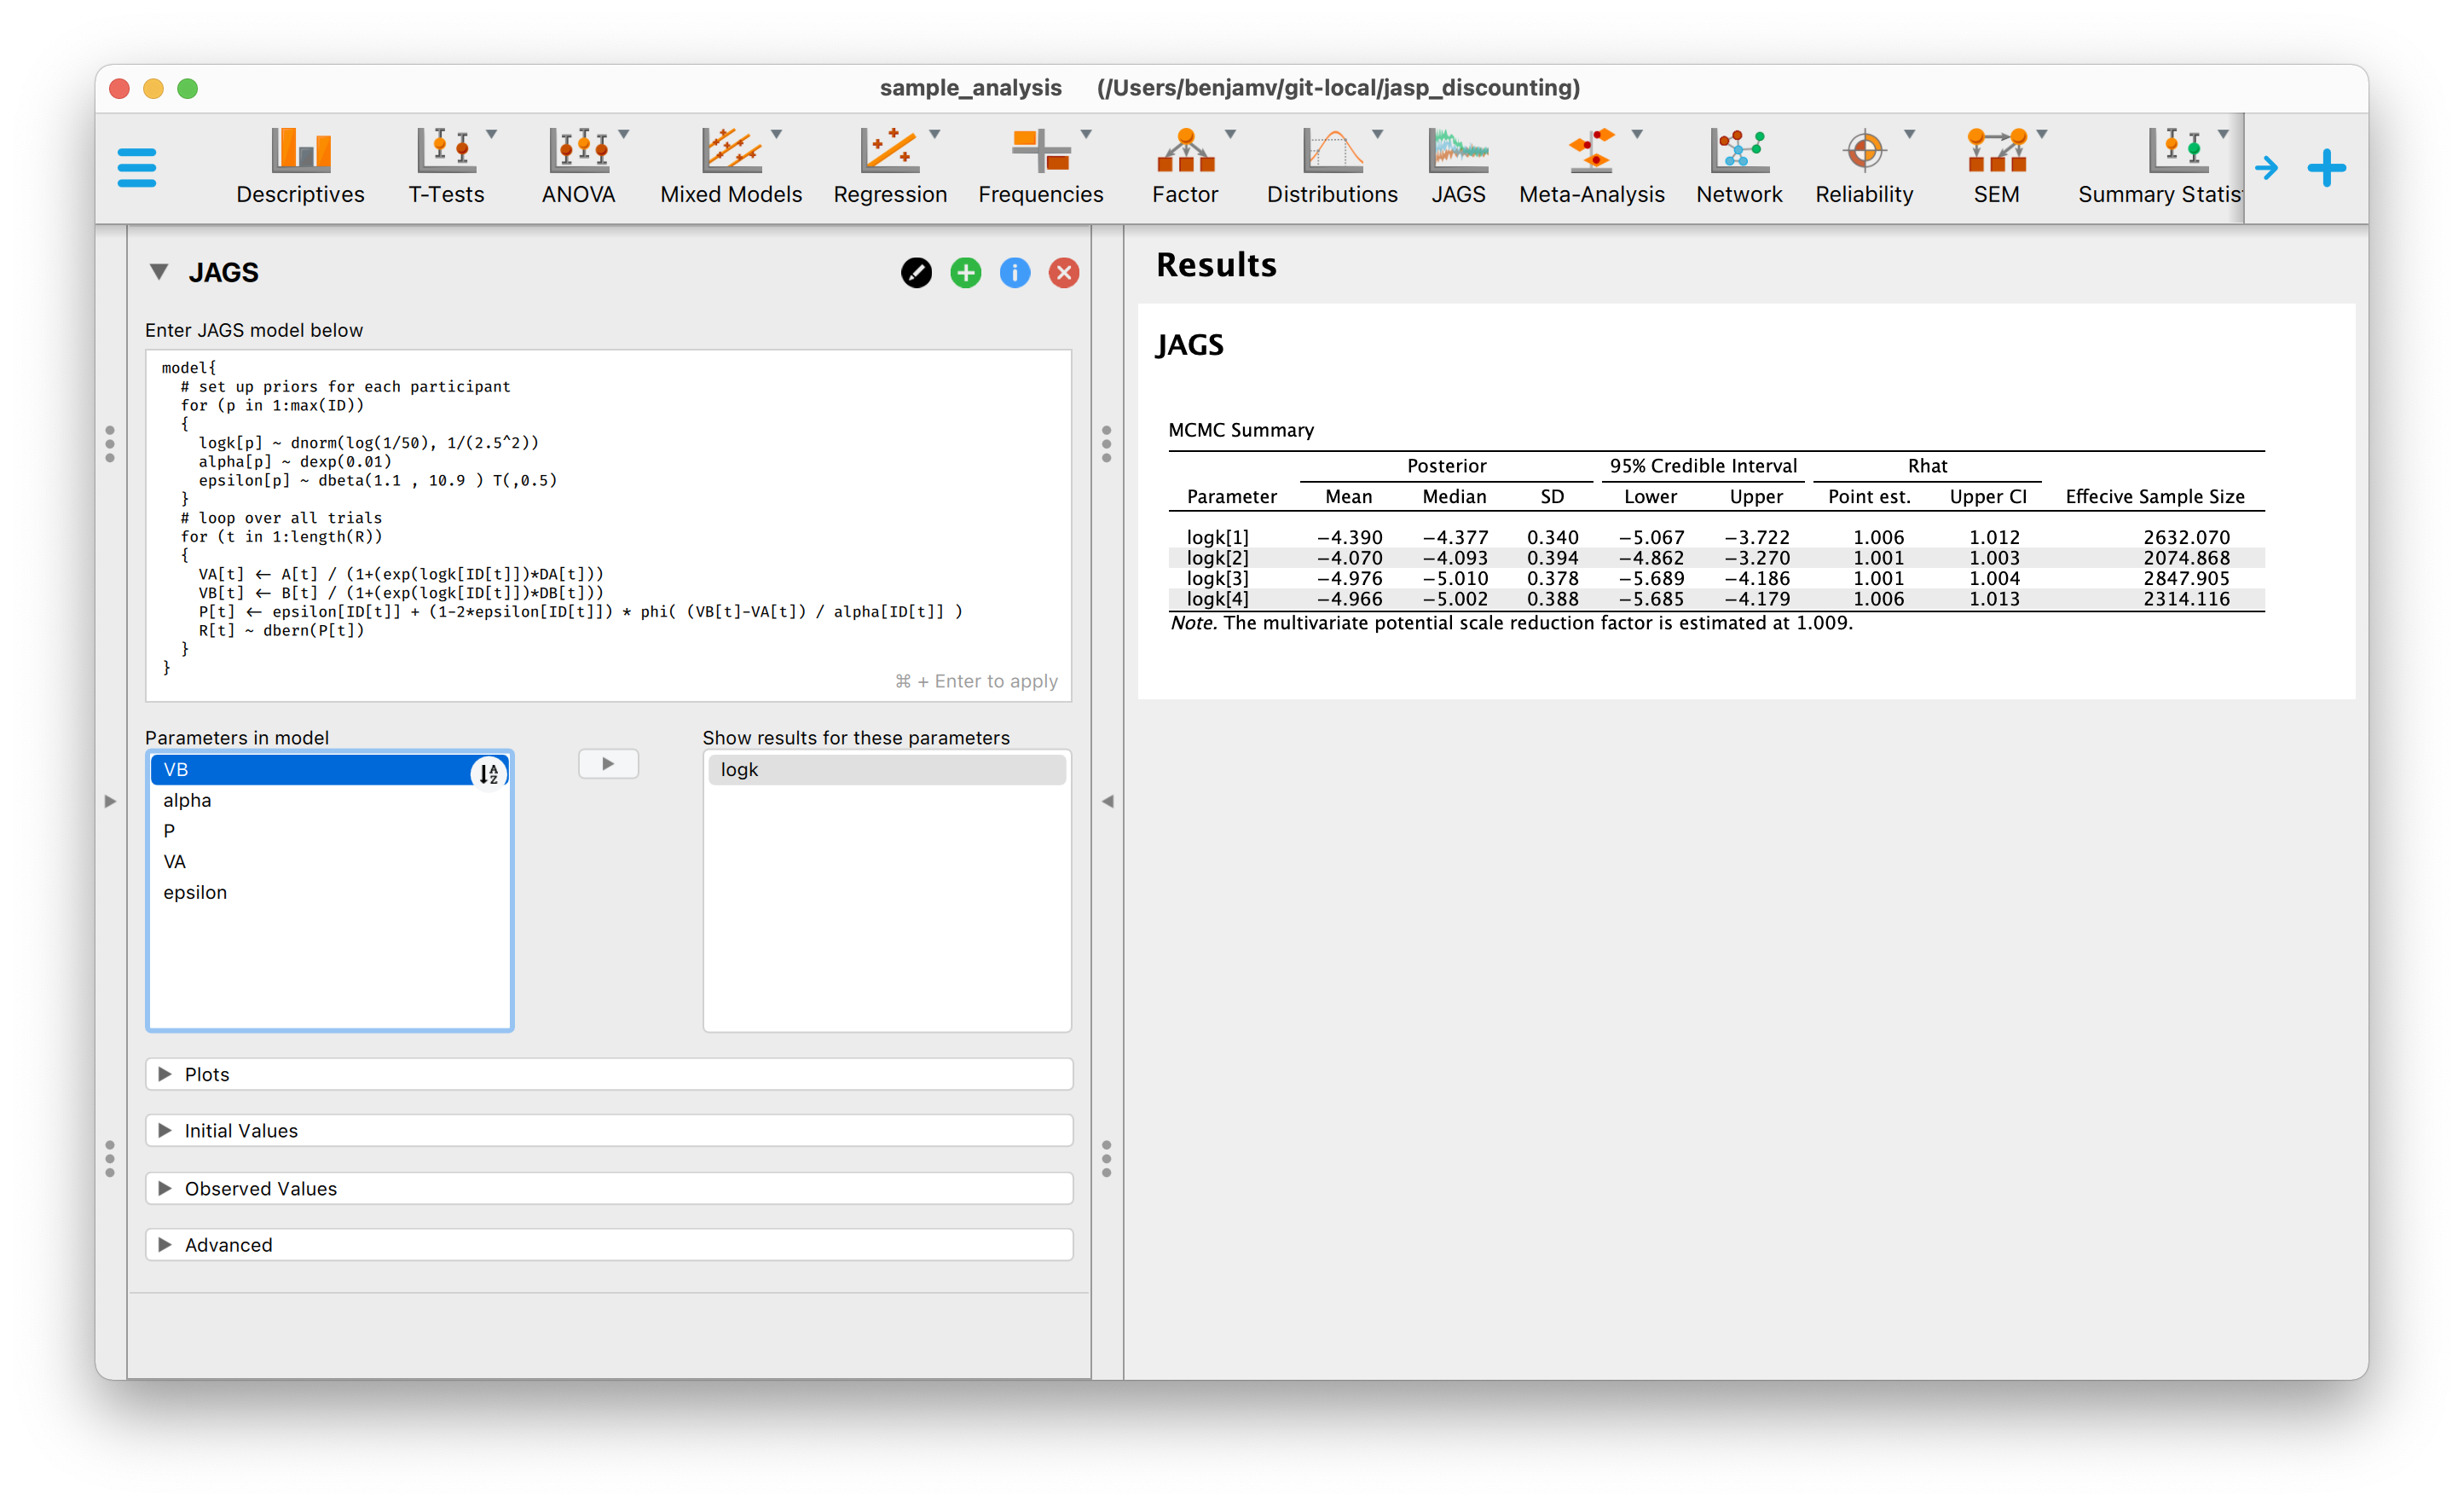 sample_analysis (/Users/benjamv/git-local/jasp_discounting)
Descriptives T-Tests ANOVA Mixed Models Regression Frequencies Factor Distributions JAGS Meta-Analysis Network Reliability SEM Summary Statis
JAGS
Enter JAGS model below
model{
# set up priors for each participant
for (p in 1:max(ID))
{
logk[p] ~ dnorm(log(1/50), 1/(2.5^2))
alpha[p] ~ dexp(0.01)
epsilon[p] ~ dbeta(1.1 , 10.9 ) T(,0.5)
}
# loop over all trials
for (t in 1:length(R))
{
VA[t] <- A[t] / (1+(exp(logk[ID[t]])*DA[t]))
VB[t] <- B[t] / (1+(exp(logk[ID[t]])*DB[t]))
P[t] <- epsilon[ID[t]] + (1-2*epsilon[ID[t]]) * phi( (VB[t]-VA[t]) / alpha[ID[t]] )
R[t] ~ dbern(P[t])
}
}
⌘ + Enter to apply
Parameters in model
VB
alpha
P
VA
epsilon
Show results for these parameters
logk
Plots
Initial Values
Observed Values
Advanced
Results
JAGS
MCMC Summary
Posterior 95% Credible Interval Rhat
Parameter Mean Median SD Lower Upper Point est. Upper CI Effecive Sample Size
logk[1] −4.390 −4.377 0.340 −5.067 −3.722 1.006 1.012 2632.070
logk[2] −4.070 −4.093 0.394 −4.862 −3.270 1.001 1.003 2074.868
logk[3] −4.976 −5.010 0.378 −5.689 −4.186 1.001 1.004 2847.905
logk[4] −4.966 −5.002 0.388 −5.685 −4.179 1.006 1.013 2314.116
Note. The multivariate potential scale reduction factor is estimated at 1.009.